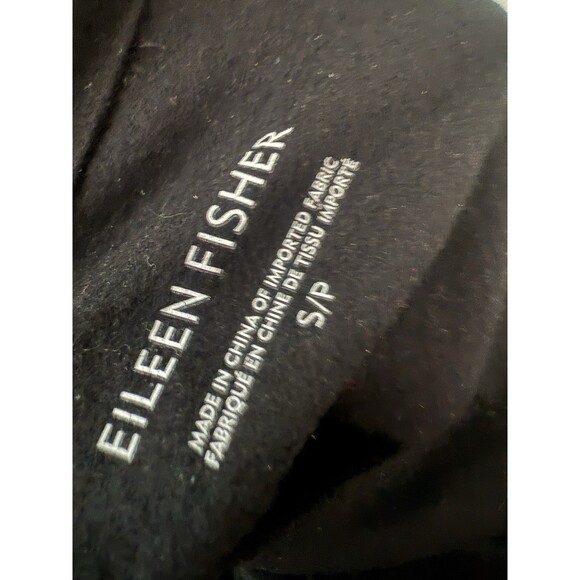 EILEEN FISHER
MADE IN CHINA OF IMPORTED FABRIC
FABRIQUÉ EN CHINE DE TISSU IMPORTÉ
S/P